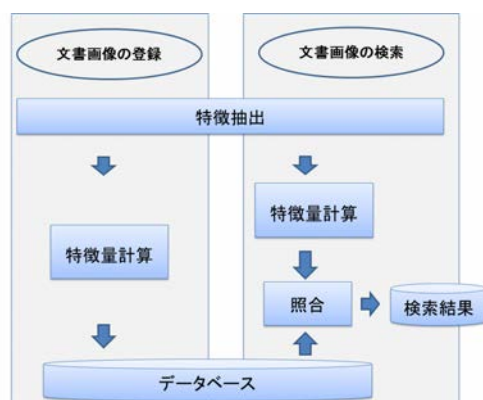 文書画像の登録
文書画像の検索
特徴抽出
特徴量計算
特徴量計算
照合
検索結果
データベース